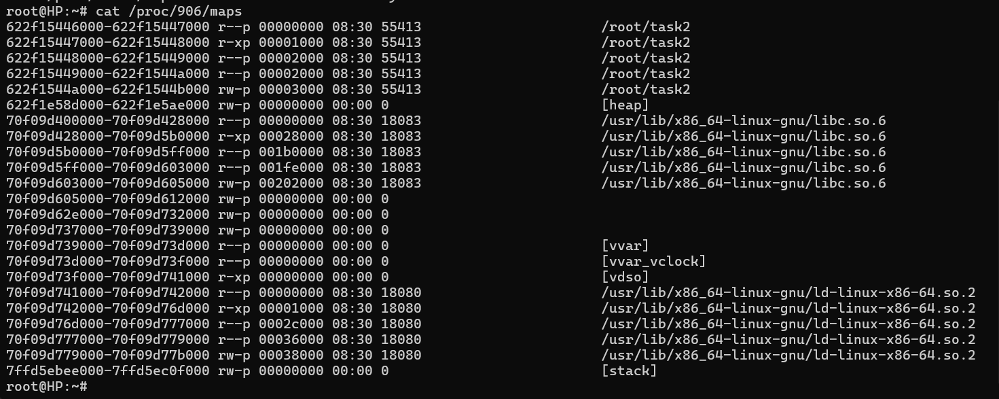 root@HP:~# cat /proc/906/maps
622f15446000-622f15447000 r--p 00000000 08:30 55413 /root/task2
622f15447000-622f15448000 r-xp 00001000 08:30 55413 /root/task2
622f15448000-622f15449000 r--p 00002000 08:30 55413 /root/task2
622f15449000-622f1544a000 r--p 00002000 08:30 55413 /root/task2
622f1544a000-622f1544b000 rw-p 00003000 08:30 55413 /root/task2
622f1e58d000-622f1e5ae000 rw-p 00000000 00:00 0 [heap]
70f09d400000-70f09d428000 r--p 00000000 08:30 18083 /usr/lib/x86_64-linux-gnu/libc.so.6
70f09d428000-70f09d5b0000 r-xp 00028000 08:30 18083 /usr/lib/x86_64-linux-gnu/libc.so.6
70f09d5b0000-70f09d5ff000 r--p 001b0000 08:30 18083 /usr/lib/x86_64-linux-gnu/libc.so.6
70f09d5ff000-70f09d603000 r--p 001fe000 08:30 18083 /usr/lib/x86_64-linux-gnu/libc.so.6
70f09d603000-70f09d605000 rw-p 00202000 08:30 18083 /usr/lib/x86_64-linux-gnu/libc.so.6
70f09d605000-70f09d612000 rw-p 00000000 00:00 0
70f09d62e000-70f09d732000 rw-p 00000000 00:00 0
70f09d737000-70f09d739000 rw-p 00000000 00:00 0
70f09d739000-70f09d73d000 r--p 00000000 00:00 0 [vvar]
70f09d73d000-70f09d73f000 r--p 00000000 00:00 0 [vvar_vclock]
70f09d73f000-70f09d741000 r-xp 00000000 00:00 0 [vdso]
70f09d741000-70f09d742000 r--p 00000000 08:30 18080 /usr/lib/x86_64-linux-gnu/ld-linux-x86-64.so.2
70f09d742000-70f09d76d000 r-xp 00001000 08:30 18080 /usr/lib/x86_64-linux-gnu/ld-linux-x86-64.so.2
70f09d76d000-70f09d777000 r--p 0002c000 08:30 18080 /usr/lib/x86_64-linux-gnu/ld-linux-x86-64.so.2
70f09d777000-70f09d779000 r--p 00036000 08:30 18080 /usr/lib/x86_64-linux-gnu/ld-linux-x86-64.so.2
70f09d779000-70f09d77b000 rw-p 00038000 08:30 18080 /usr/lib/x86_64-linux-gnu/ld-linux-x86-64.so.2
7ffd5ebee000-7ffd5ec0f000 rw-p 00000000 00:00 0 [stack]
root@HP:~#